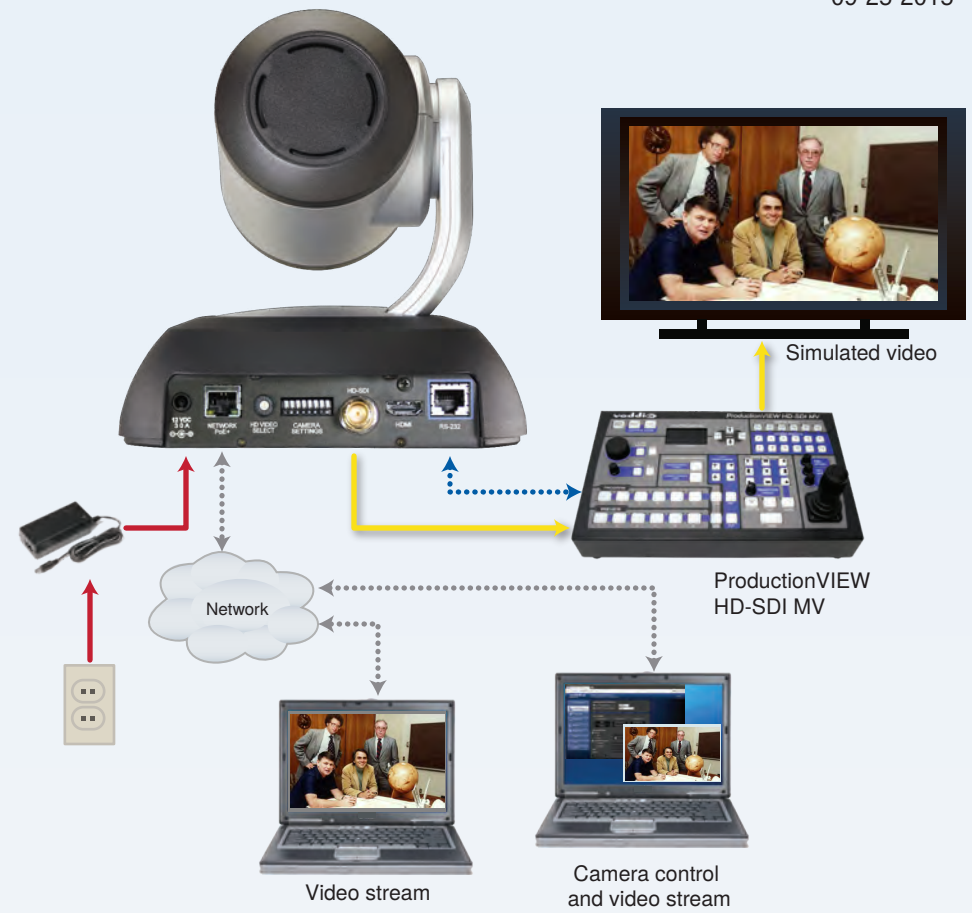 09-25-2015
Simulated video
HD-SDI
12 VDC
3.0 A
NETWORK
PoE+
HD VIDEO
SELECT
CAMERA
SETTINGS
HDMI
RS-232
vaddio
ProductionVIEW HD-SDI MV
ProductionVIEW
HD-SDI MV
Network
Video stream
Camera control
and video stream